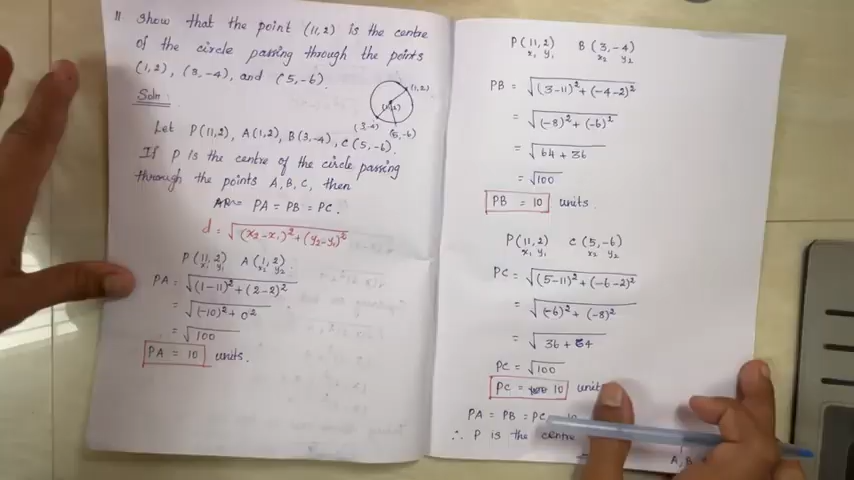 11 Show that the point (11,2) is the centre
of the circle passing through the points
(1,2), (3,-4), and (5,-6).
Soln:
(1,2)
(11,2)
(3,-4) (5,-6)
Let P(11,2), A(1,2), B(3,-4), C(5,-6).
If P is the centre of the circle passing
through the points A, B, C, then
PA = PB = PC.
d = √(x₂-x₁)²+(y₂-y₁)²
P(11,2) A(1,2)
x₁ y₁ x₂ y₂
PA = √(1-11)²+(2-2)²
= √(-10)²+0²
= √100
PA = 10 units.
P(11,2) B(3,-4)
x₁ y₁ x₂ y₂
PB = √(3-11)²+(-4-2)²
= √(-8)²+(-6)²
= √64+36
= √100
PB = 10 units.
P(11,2) C(5,-6)
x₁ y₁ x₂ y₂
PC = √(5-11)²+(-6-2)²
= √(-6)²+(-8)²
= √36+64
PC = √100
PC = 10 units
PA = PB = PC 10
∴ P is the centre
A, B